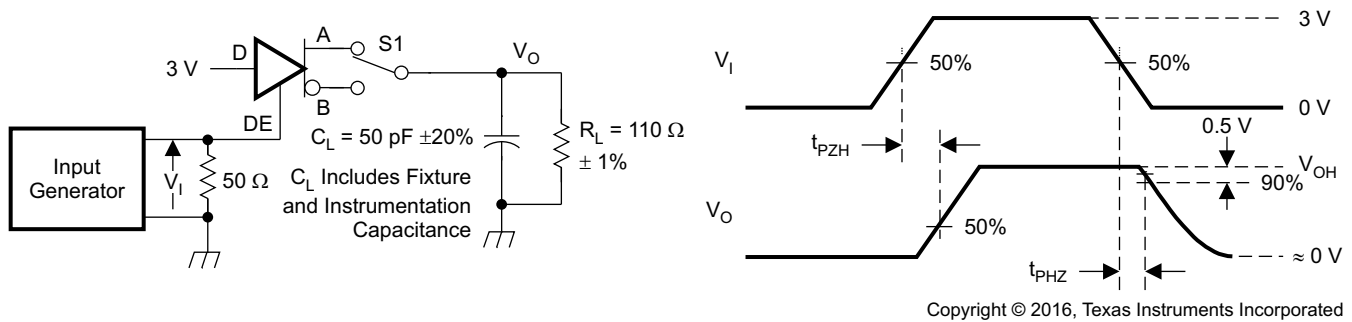 A
S1
D
3 V
B
DE
V_O
Input
Generator
V_I
50 Ω
C_L = 50 pF ±20%
C_L Includes Fixture
and Instrumentation
Capacitance
R_L = 110 Ω
± 1%
3 V
V_I
50%
50%
0 V
0.5 V
t_PZH
V_OH
90%
V_O
50%
≈ 0 V
t_PHZ
Copyright © 2016, Texas Instruments Incorporated